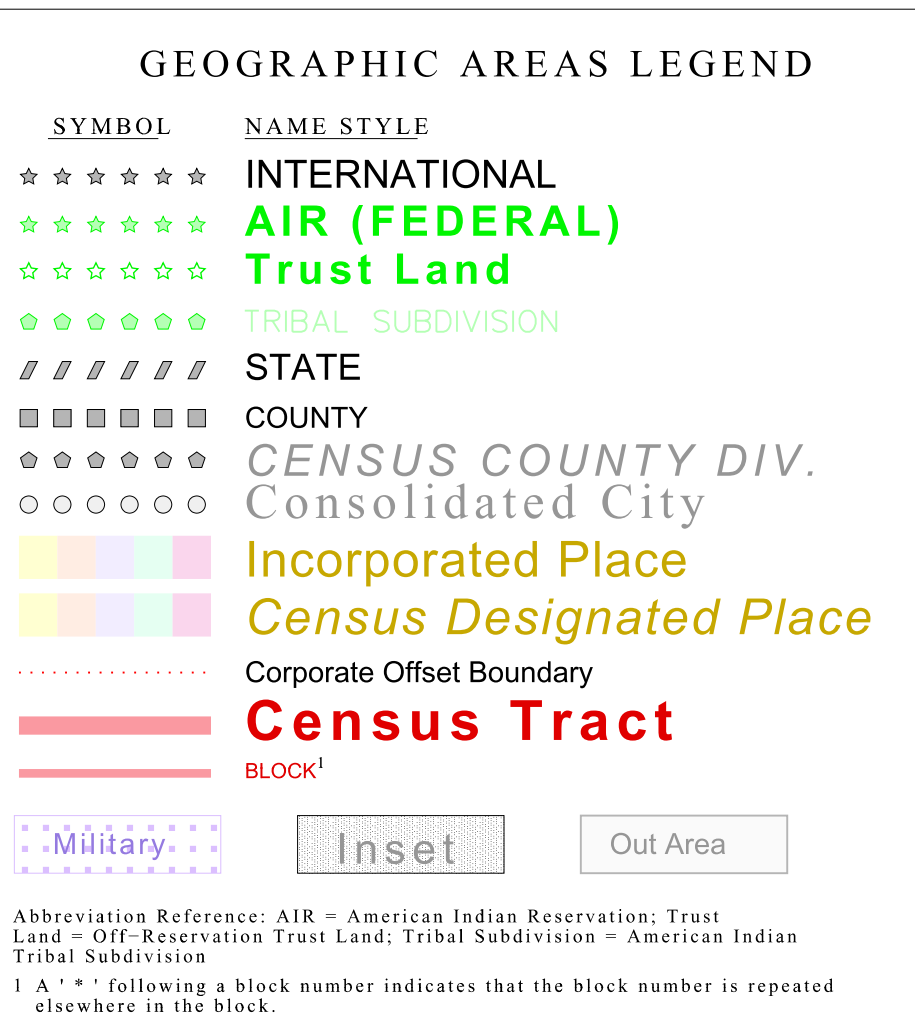 GEOGRAPHIC AREAS LEGEND
SYMBOL NAME STYLE
INTERNATIONAL
AIR (FEDERAL)
Trust Land
TRIBAL SUBDIVISION
STATE
COUNTY
CENSUS COUNTY DIV.
Consolidated City
Incorporated Place
Census Designated Place
Corporate Offset Boundary
Census Tract
BLOCK¹
Military Inset Out Area
Abbreviation Reference: AIR = American Indian Reservation; Trust
Land = Off−Reservation Trust Land; Tribal Subdivision = American Indian
Tribal Subdivision
1 A ' * ' following a block number indicates that the block number is repeated
elsewhere in the block.